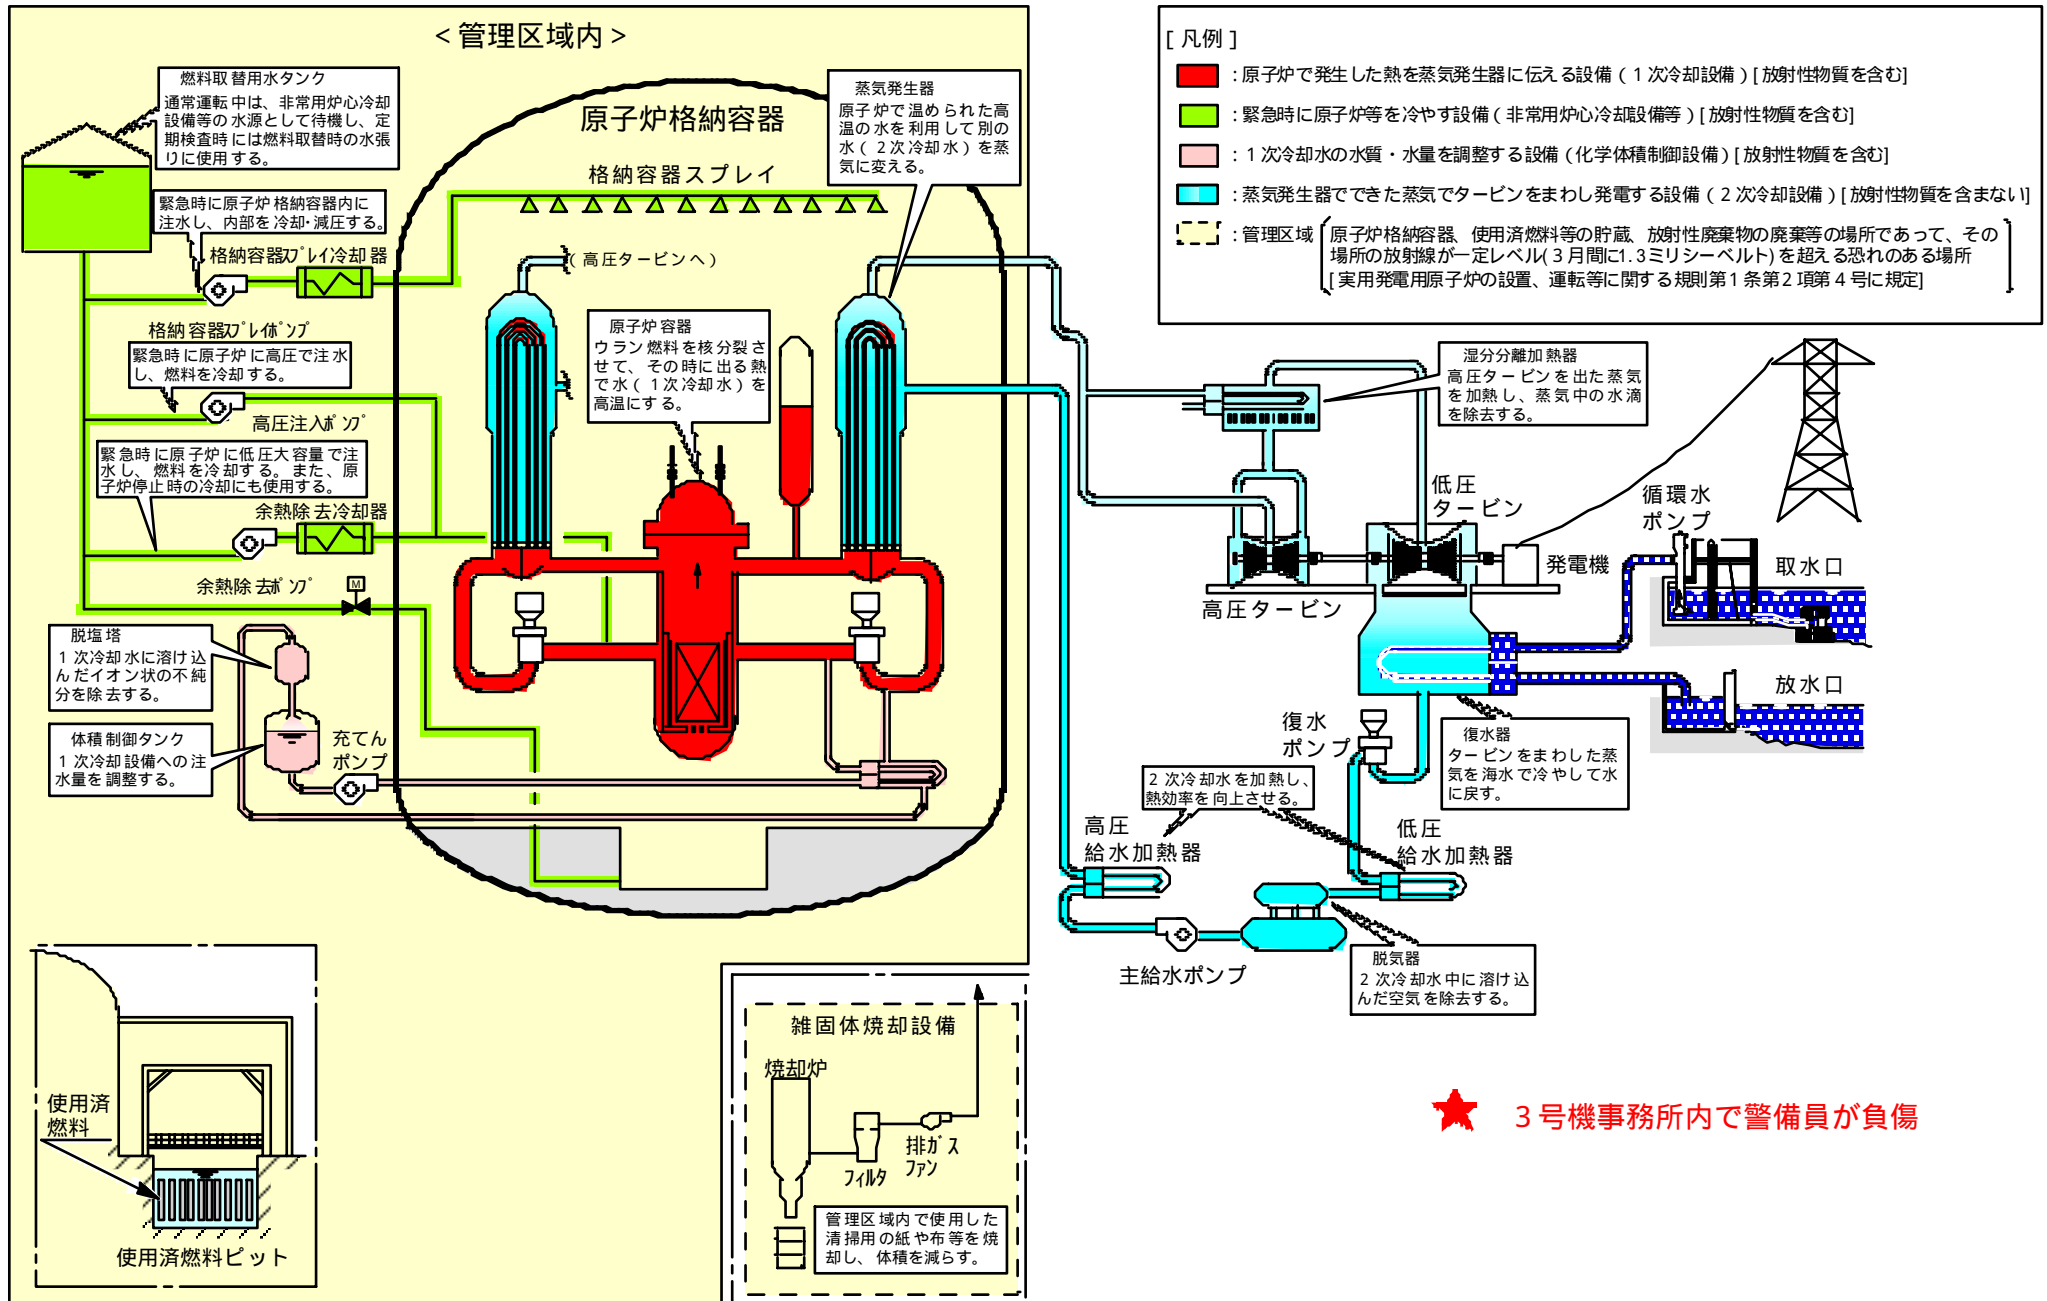 ＜管理区域内＞
燃料取替用水タンク
通常運転中は、非常用炉心冷却
設備等の水源として待機し、定
期検査時には燃料取替時の水張
りに使用する。
緊急時に原子炉格納容器内に
注水し、内部を冷却・減圧する。
格納容器ｽﾌﾟﾚｲ冷却器
格納容器ｽﾌﾟﾚｲﾎﾟﾝﾌﾟ
緊急時に原子炉に高圧で注水
し、燃料を冷却する。
高圧注入ﾎﾟﾝﾌﾟ
緊急時に原子炉に低圧大容量で注
水し、燃料を冷却する。また、原
子炉停止時の冷却にも使用する。
余熱除去冷却器
余熱除去ﾎﾟﾝﾌﾟ
M
脱塩塔
１次冷却水に溶け込
んだイオン状の不純
分を除去する。
体積制御タンク
１次冷却設備への注
水量を調整する。
充てん
ポンプ
原子炉格納容器
格納容器スプレイ
（高圧タービンへ）
蒸気発生器
原子炉で温められた高
温の水を利用して別の
水（２次冷却水）を蒸
気に変える。
原子炉容器
ウラン燃料を核分裂さ
せて、その時に出る熱
で水（１次冷却水）を
高温にする。
[凡例]
：原子炉で発生した熱を蒸気発生器に伝える設備（１次冷却設備）[放射性物質を含む]
：緊急時に原子炉等を冷やす設備（非常用炉心冷却設備等）[放射性物質を含む]
：１次冷却水の水質・水量を調整する設備（化学体積制御設備）[放射性物質を含む]
：蒸気発生器でできた蒸気でタービンをまわし発電する設備（２次冷却設備）[放射性物質を含まない]
：管理区域
原子炉格納容器、使用済燃料等の貯蔵、放射性廃棄物の廃棄等の場所であって、その
場所の放射線が一定レベル(３月間に1.3ミリシーベルト)を超える恐れのある場所
[実用発電用原子炉の設置、運転等に関する規則第１条第２項第４号に規定]
湿分分離加熱器
高圧タービンを出た蒸気
を加熱し、蒸気中の水滴
を除去する。
低圧
タービン
高圧タービン
発電機
循環水
ポンプ
取水口
放水口
復水
ポンプ
復水器
タービンをまわした蒸
気を海水で冷やして水
に戻す。
２次冷却水を加熱し、
熱効率を向上させる。
高圧
給水加熱器
低圧
給水加熱器
主給水ポンプ
脱気器
２次冷却水中に溶け込
んだ空気を除去する。
使用済
燃料
使用済燃料ピット
雑固体焼却設備
焼却炉
ﾌｨﾙﾀ
排ｶﾞｽ
ﾌｧﾝ
管理区域内で使用した
清掃用の紙や布等を焼
却し、体積を減らす。
３号機事務所内で警備員が負傷